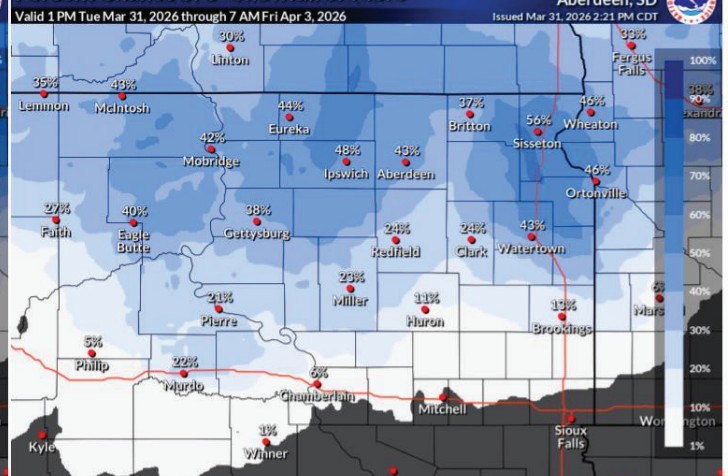 Aberdeen, SD
Valid 1 PM Tue Mar 31, 2026 through 7 AM Fri Apr 3, 2026
Issued Mar 31, 2026 2:21 PM CDT
30%
Linton
33%
Fergus
Falls
100%
35%
Lemmon
43%
McIntosh
44%
Eureka
37%
Britton
46%
Wheaton
90%
38%
56%
Sisseton
80%
42%
Mobridge
48%
Ipswich
43%
Aberdeen
46%
Ortonville
70%
60%
27%
Faith
40%
Eagle
Butte
38%
Gettysburg
24%
Redfield
24%
Clark
43%
Watertown
50%
40%
23%
Miller
21%
Pierre
11%
Huron
13%
Brookings
6%
30%
5%
Philip
22%
Murdo
6%
Chamberlain
20%
Mitchell
10%
Sioux
Falls
Kyle
1%
Winner
1%